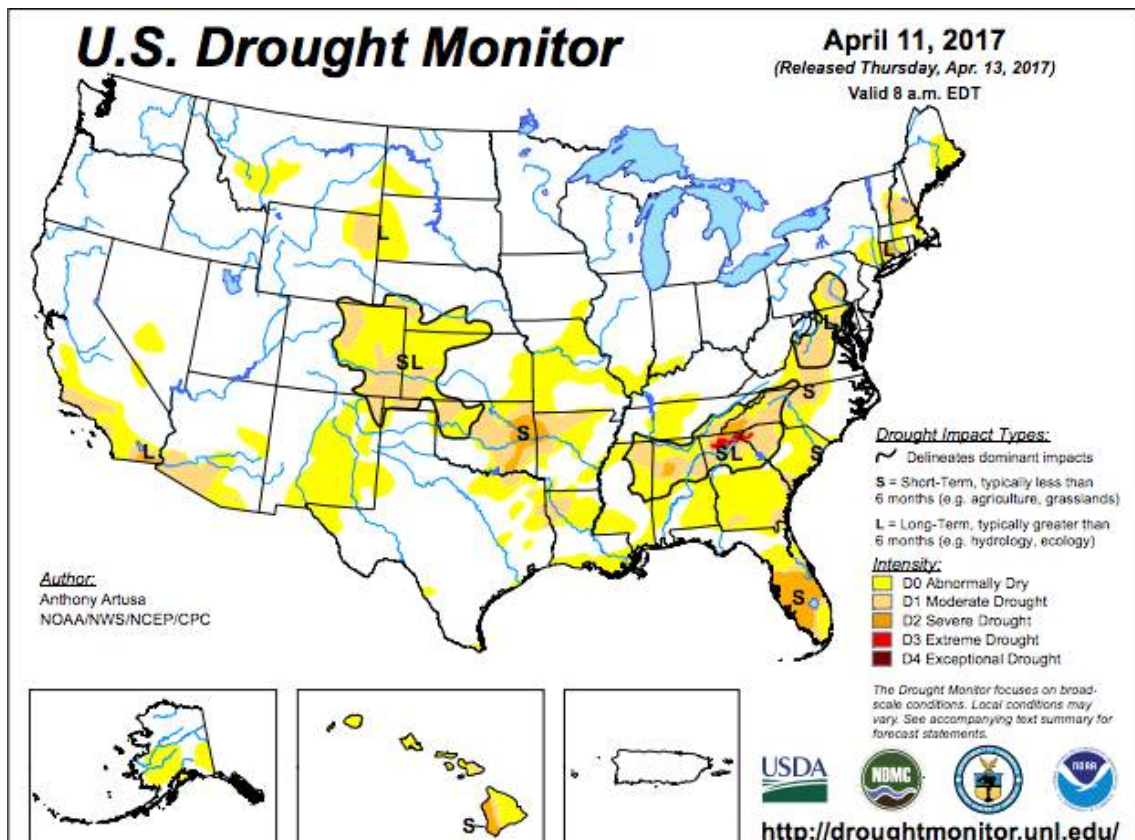 U.S. Drought Monitor
April 11, 2017
(Released Thursday, Apr. 13, 2017)
Valid 8 a.m. EDT
L
L
S L
L
L
S
S
S L
S
S
L
Drought Impact Types:
Delineates dominant impacts
S = Short-Term, typically less than
6 months (e.g. agriculture, grasslands)
L = Long-Term, typically greater than
6 months (e.g. hydrology, ecology)
Intensity:
D0 Abnormally Dry
D1 Moderate Drought
D2 Severe Drought
D3 Extreme Drought
D4 Exceptional Drought
Author:
Anthony Artusa
NOAA/NWS/NCEP/CPC
The Drought Monitor focuses on broad-
scale conditions. Local conditions may
vary. See accompanying text summary for
forecast statements.
S
USDA
NDMC
NOAA
http://droughtmonitor.unl.edu/